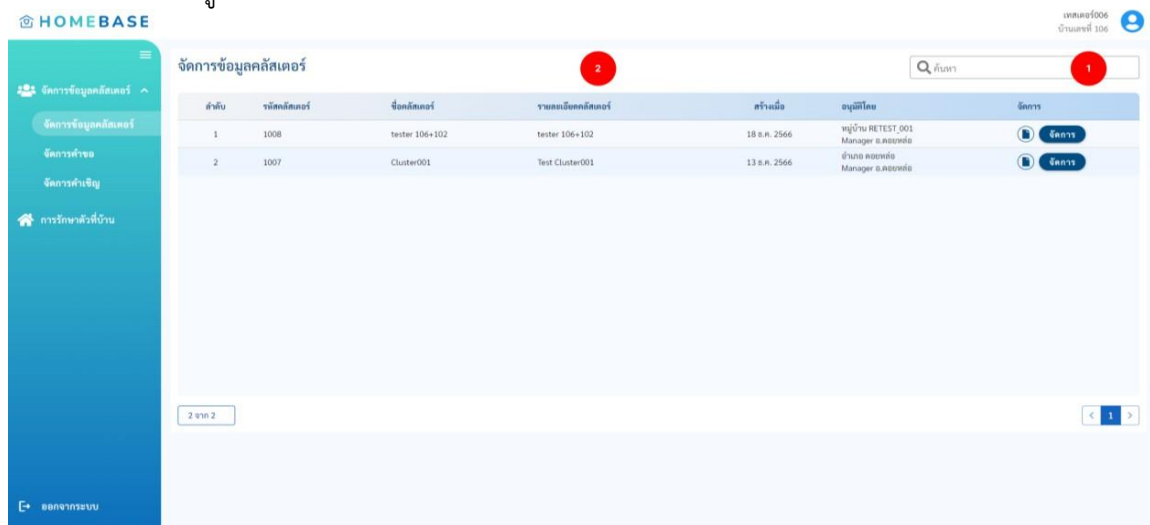 HOMEBASE
เทสเตอร์006
บ้านเลขที่ 106
จัดการข้อมูลคลัสเตอร์
จัดการข้อมูลคลัสเตอร์
จัดการคำขอ
จัดการคำเชิญ
การรักษาตัวที่บ้าน
ออกจากระบบ
จัดการข้อมูลคลัสเตอร์
2
ค้นหา
1
ลำดับ รหัสคลัสเตอร์ ชื่อคลัสเตอร์ รายละเอียดคลัสเตอร์ สร้างเมื่อ อนุมัติโดย จัดการ
1 1008 tester 106+102 tester 106+102 18 ธ.ค. 2566 หมู่บ้าน RETEST_001 จัดการ
Manager อ.ดอยหล่อ
2 1007 Cluster001 Test Cluster001 13 ธ.ค. 2566 อำเภอ ดอยหล่อ จัดการ
Manager อ.ดอยหล่อ
2 จาก 2
< 1 >